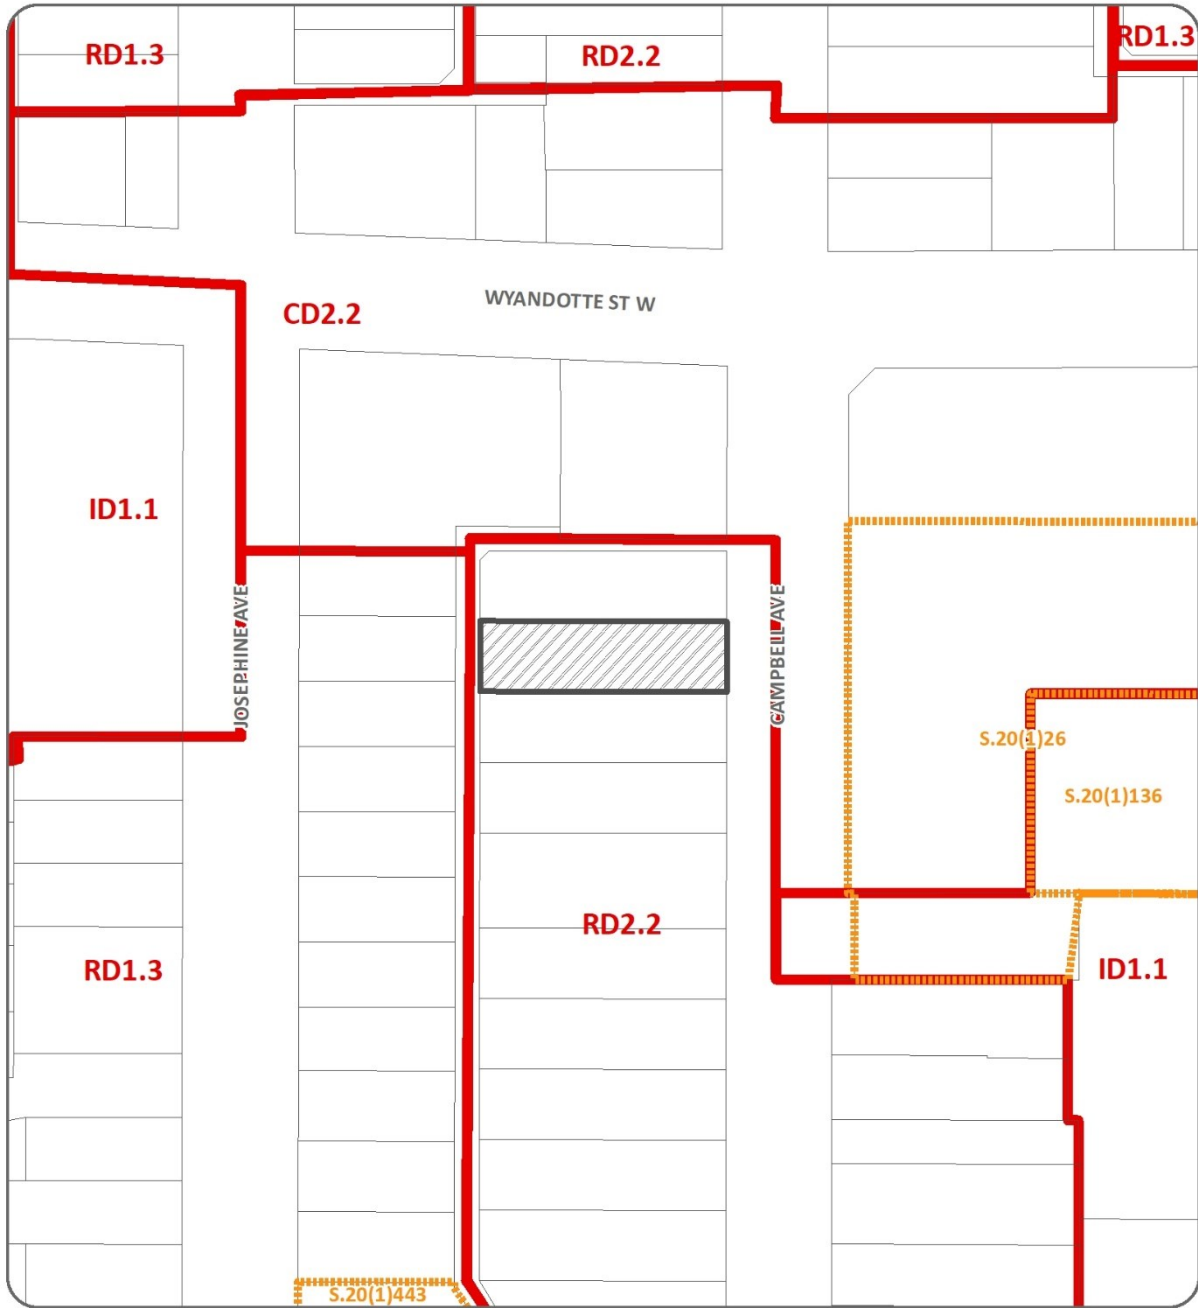 RD1.3
RD2.2
RD1.3
WYANDOTTE ST W
CD2.2
ID1.1
JOSEPHINE AVE
CAMPBELL AVE
S.20(1)26
S.20(1)136
RD2.2
RD1.3
ID1.1
S.20(1)443